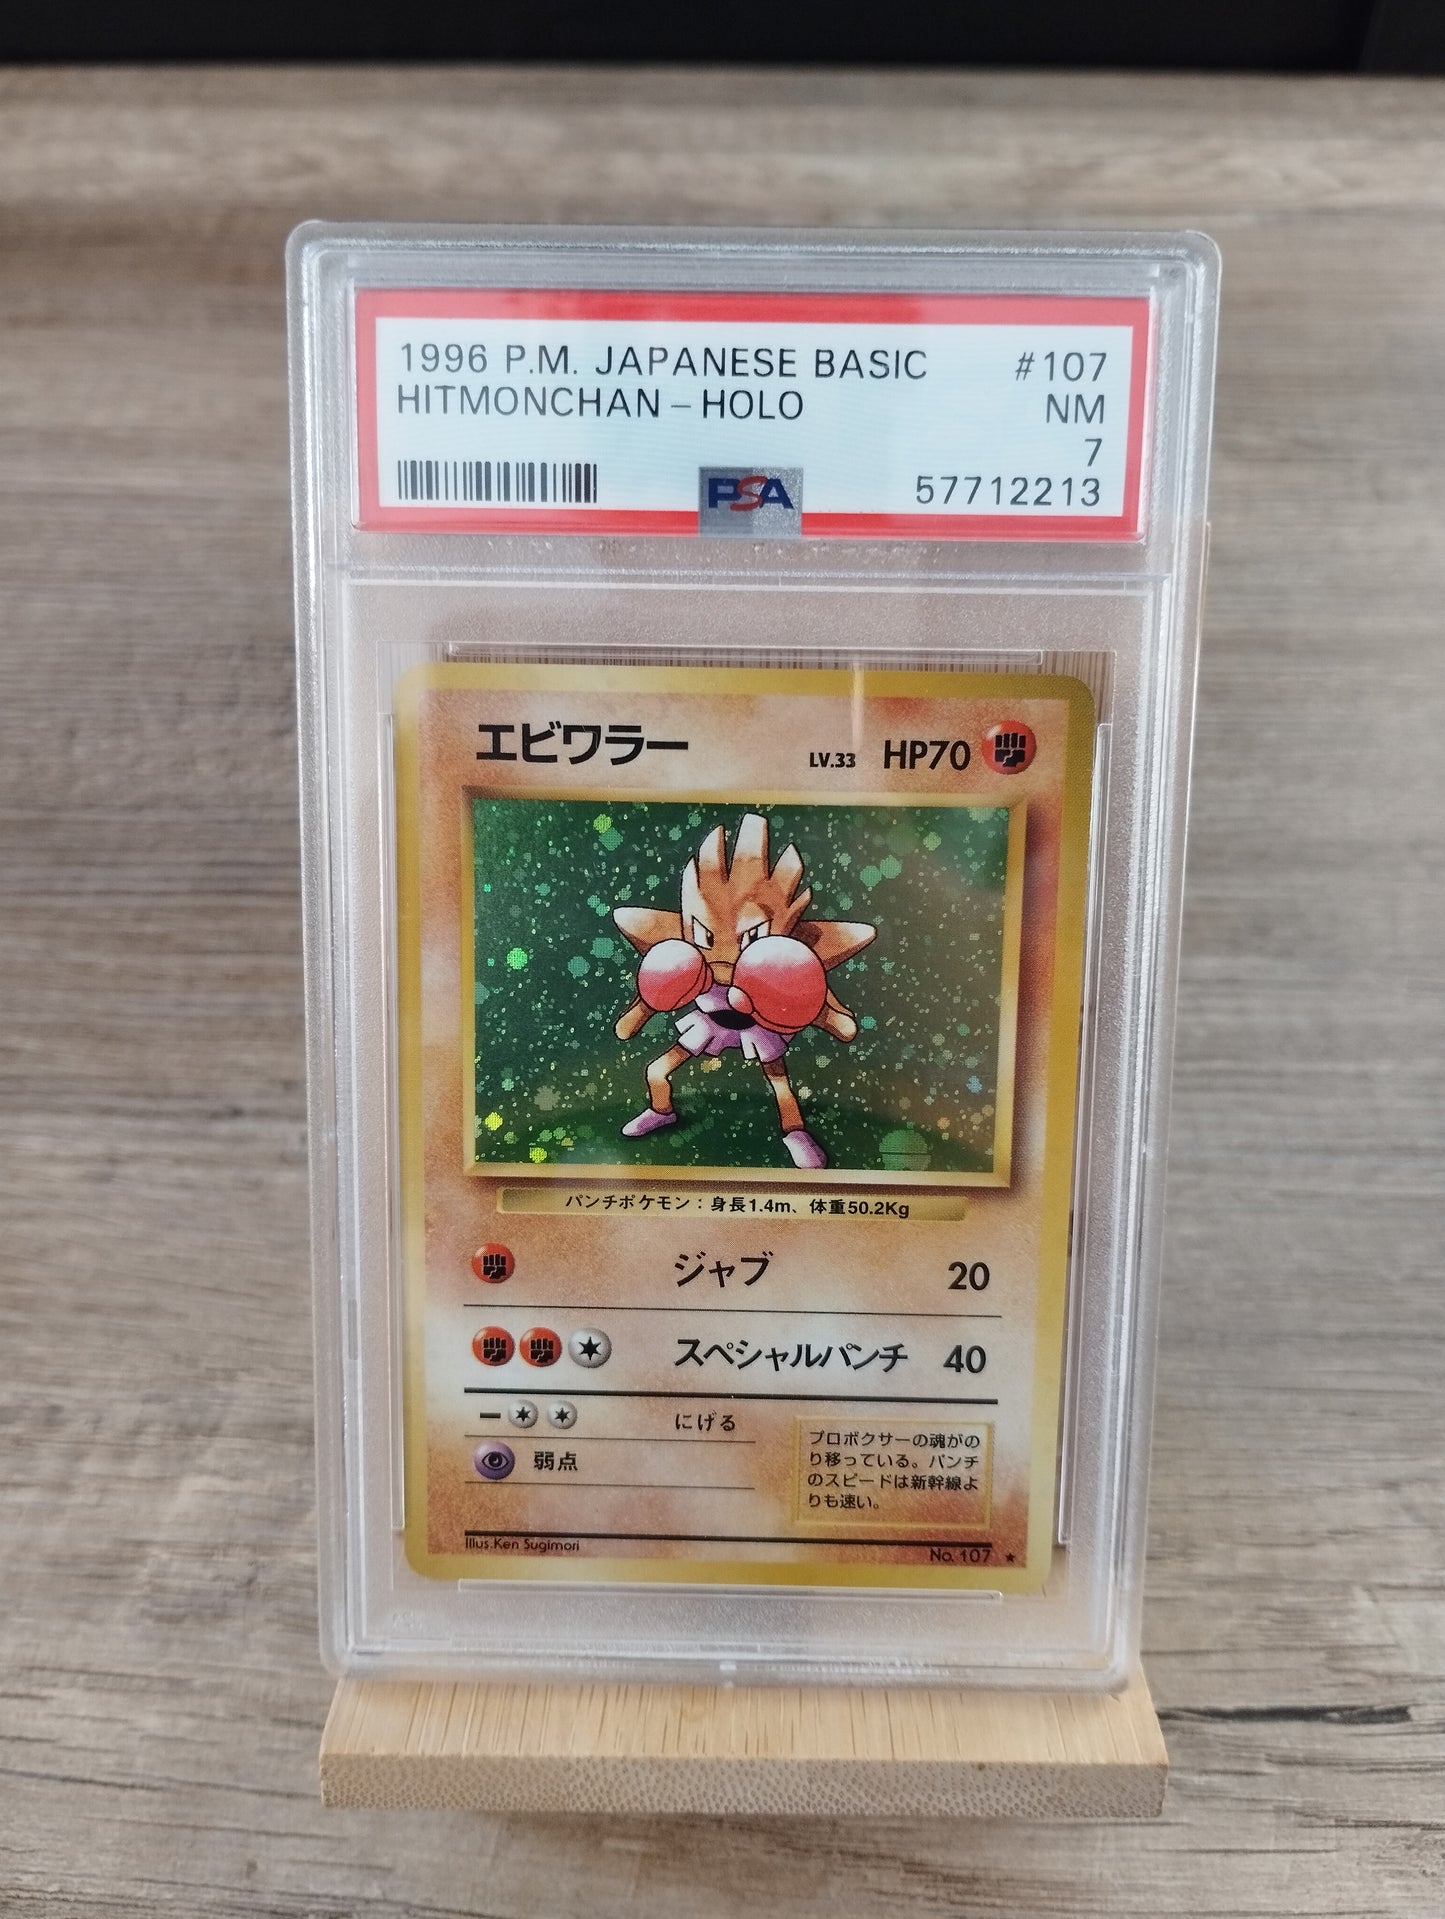 1996 P.M. JAPANESE BASIC #107
HITMONCHAN - HOLO NM
7
PSA 57712213
エビワラー LV.33 HP70
パンチポケモン：身長1.4m、体重50.2Kg
ジャブ 20
スペシャルパンチ 40
にげる
弱点
プロボクサーの魂がの
り移っている。パンチ
のスピードは新幹線よ
りも速い。
Illus.Ken Sugimori No. 107 ★